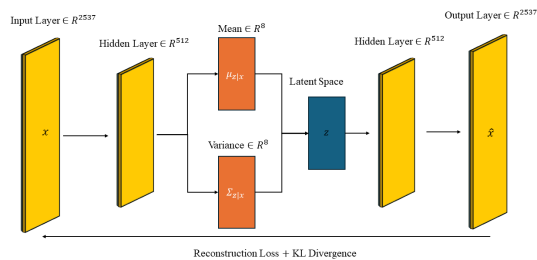 Input Layer ∈ R^2537
Hidden Layer ∈ R^512
Mean ∈ R^8
Hidden Layer ∈ R^512
Output Layer ∈ R^2537
μ_z|x
Latent Space
x
z
x̂
Variance ∈ R^8
Σ_z|x
Reconstruction Loss + KL Divergence